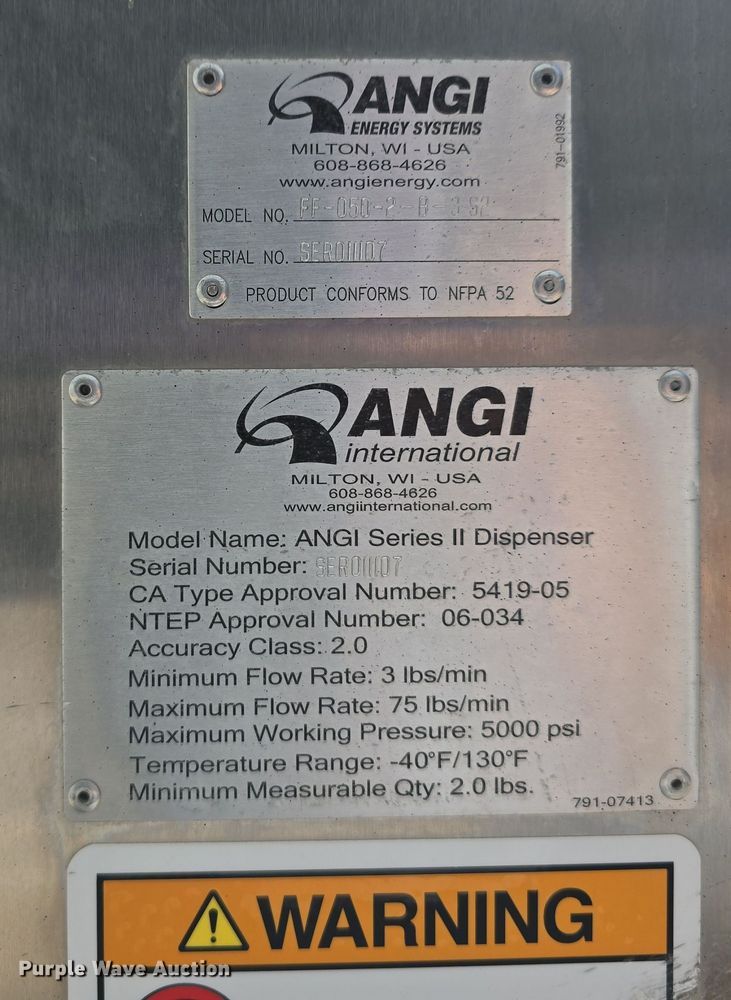 ANGI
ENERGY SYSTEMS
MILTON, WI - USA
608-868-4626
www.angienergy.com
791-01992
MODEL NO.
SERIAL NO. SER011107
PRODUCT CONFORMS TO NFPA 52
ANGI
international
MILTON, WI - USA
608-868-4626
www.angiinternational.com
Model Name: ANGI Series II Dispenser
Serial Number: SER011107
CA Type Approval Number: 5419-05
NTEP Approval Number: 06-034
Accuracy Class: 2.0
Minimum Flow Rate: 3 lbs/min
Maximum Flow Rate: 75 lbs/min
Maximum Working Pressure: 5000 psi
Temperature Range: -40°F/130°F
Minimum Measurable Qty: 2.0 lbs.
791-07413
WARNING
Purple Wave Auction